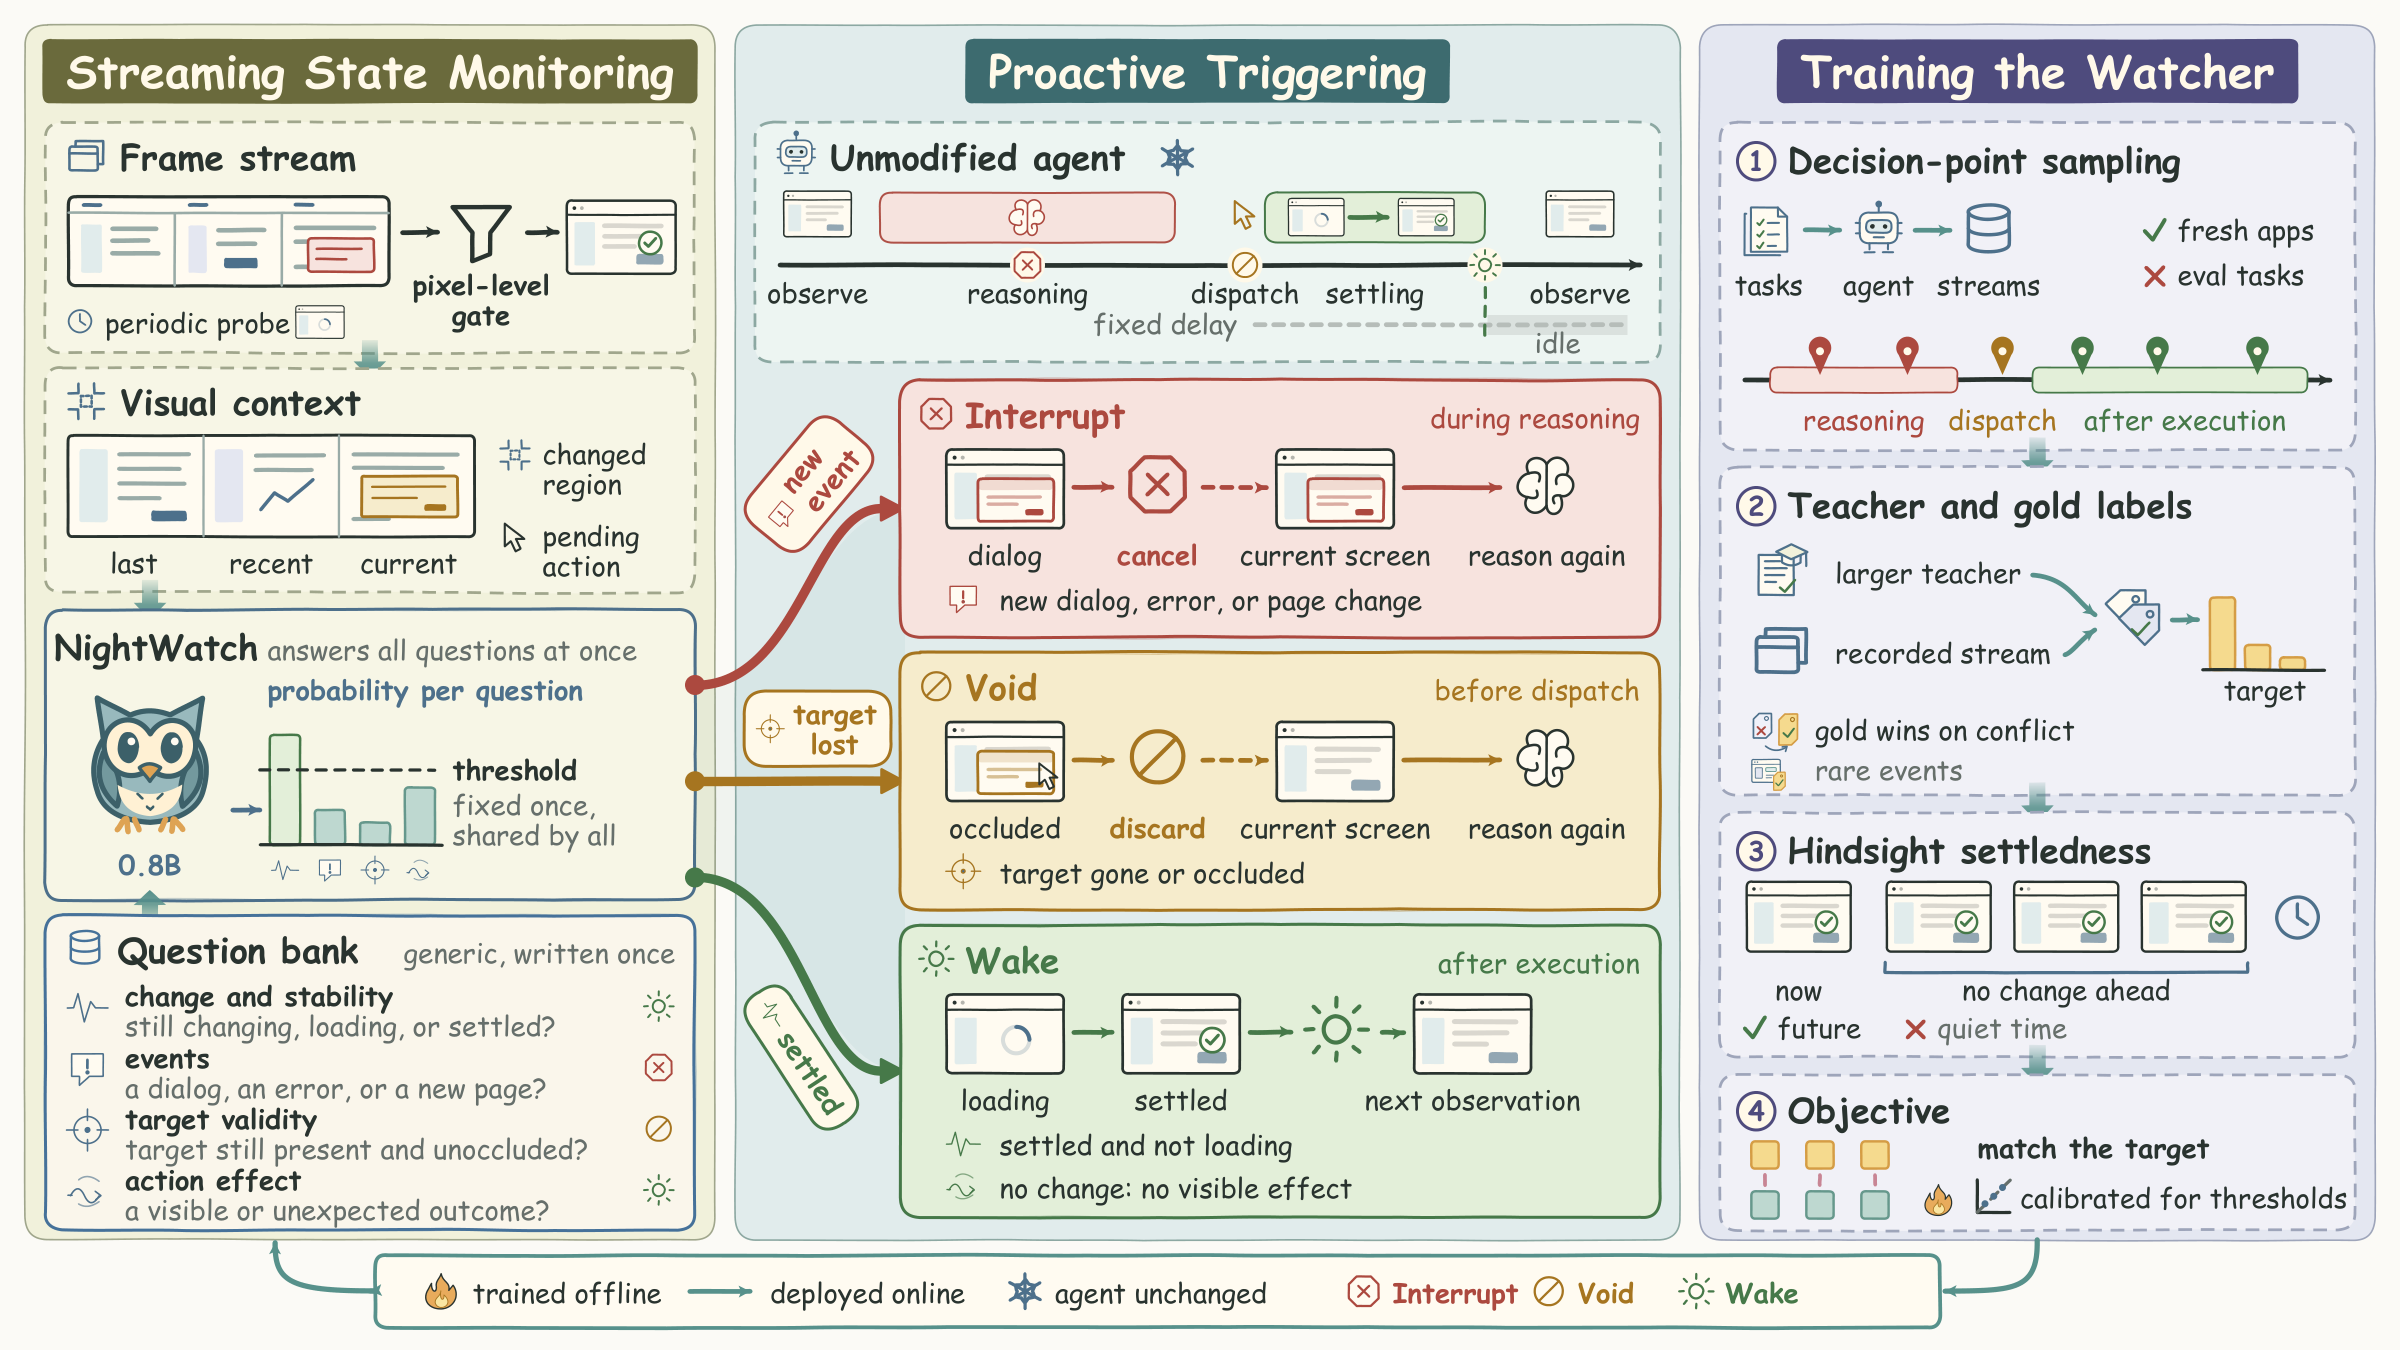 Streaming State Monitoring
Frame stream
pixel-level
gate
periodic probe
Visual context
changed
region
pending
action
last
recent
current
NightWatch answers all questions at once
probability per question
threshold
fixed once,
shared by all
0.8B
Question bank
generic, written once
change and stability
still changing, loading, or settled?
events
a dialog, an error, or a new page?
target validity
target still present and unoccluded?
action effect
a visible or unexpected outcome?
Proactive Triggering
Unmodified agent
observe
reasoning
dispatch
settling
observe
fixed delay
idle
new
event
target
lost
settled
Interrupt
during reasoning
dialog
cancel
current screen
reason again
new dialog, error, or page change
Void
before dispatch
occluded
discard
current screen
reason again
target gone or occluded
Wake
after execution
loading
settled
next observation
settled and not loading
no change: no visible effect
Training the Watcher
1 Decision-point sampling
tasks
agent
streams
fresh apps
eval tasks
reasoning
dispatch
after execution
2 Teacher and gold labels
larger teacher
recorded stream
target
gold wins on conflict
rare events
3 Hindsight settledness
now
no change ahead
future
quiet time
4 Objective
match the target
calibrated for thresholds
trained offline
deployed online
agent unchanged
Interrupt
Void
Wake